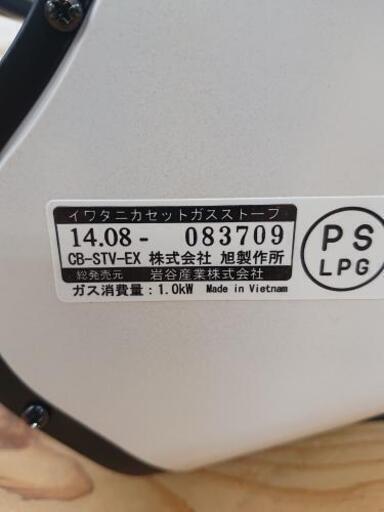 イワタニカセットガスストーブ
14.08 - 083709
CB-STV-EX 株式会社 旭製作所
総発売元 岩谷産業株式会社
ガス消費量：1.0kW Made in Vietnam
PS
LPG